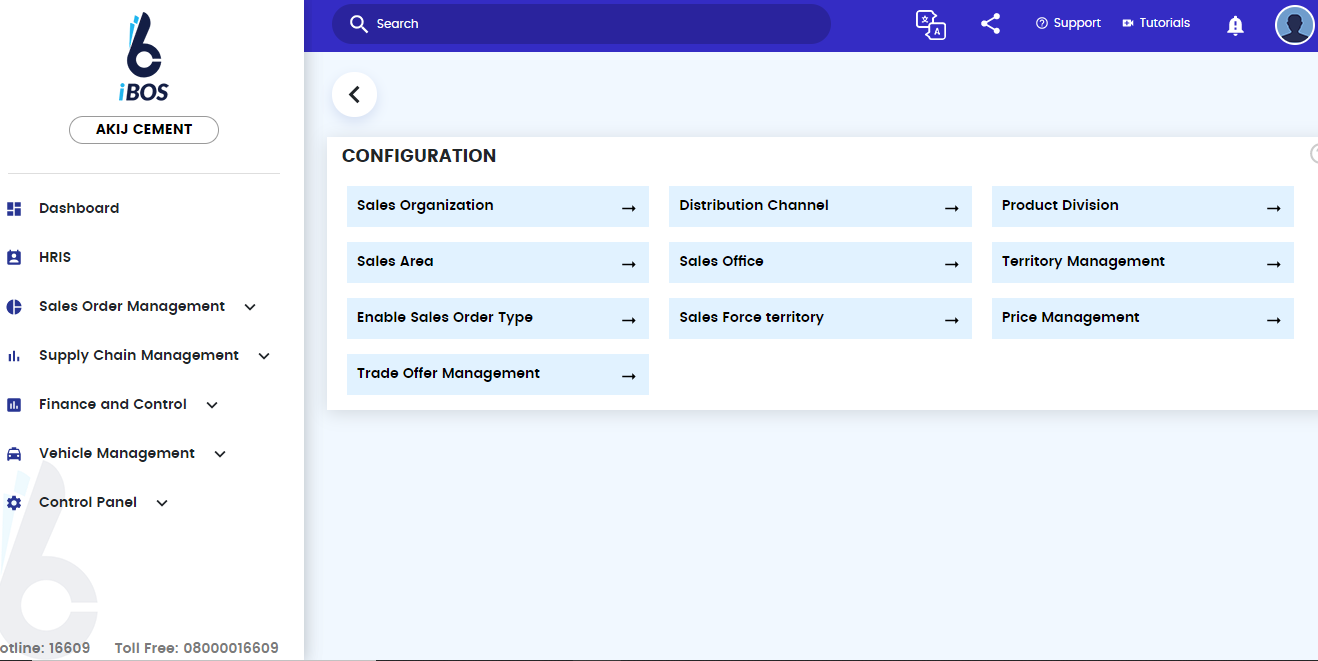 iBOS
AKIJ CEMENT
Dashboard
HRIS
Sales Order Management
Supply Chain Management
Finance and Control
Vehicle Management
Control Panel
otline: 16609 Toll Free: 08000016609
Search
A
Support
Tutorials
CONFIGURATION
Sales Organization
Distribution Channel
Product Division
Sales Area
Sales Office
Territory Management
Enable Sales Order Type
Sales Force territory
Price Management
Trade Offer Management